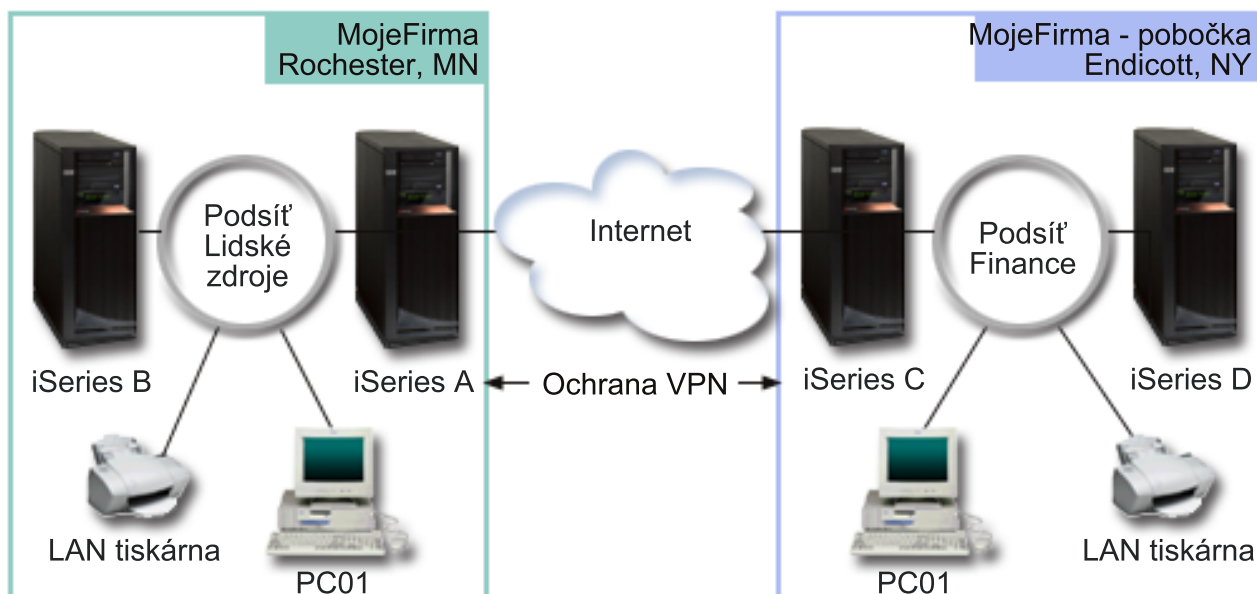 MojeFirma
Rochester, MN
MojeFirma - pobočka
Endicott, NY
Podsíť
Lidské
zdroje
Internet
Podsíť
Finance
iSeries B
iSeries A
Ochrana VPN
iSeries C
iSeries D
LAN tiskárna
PC01
PC01
LAN tiskárna